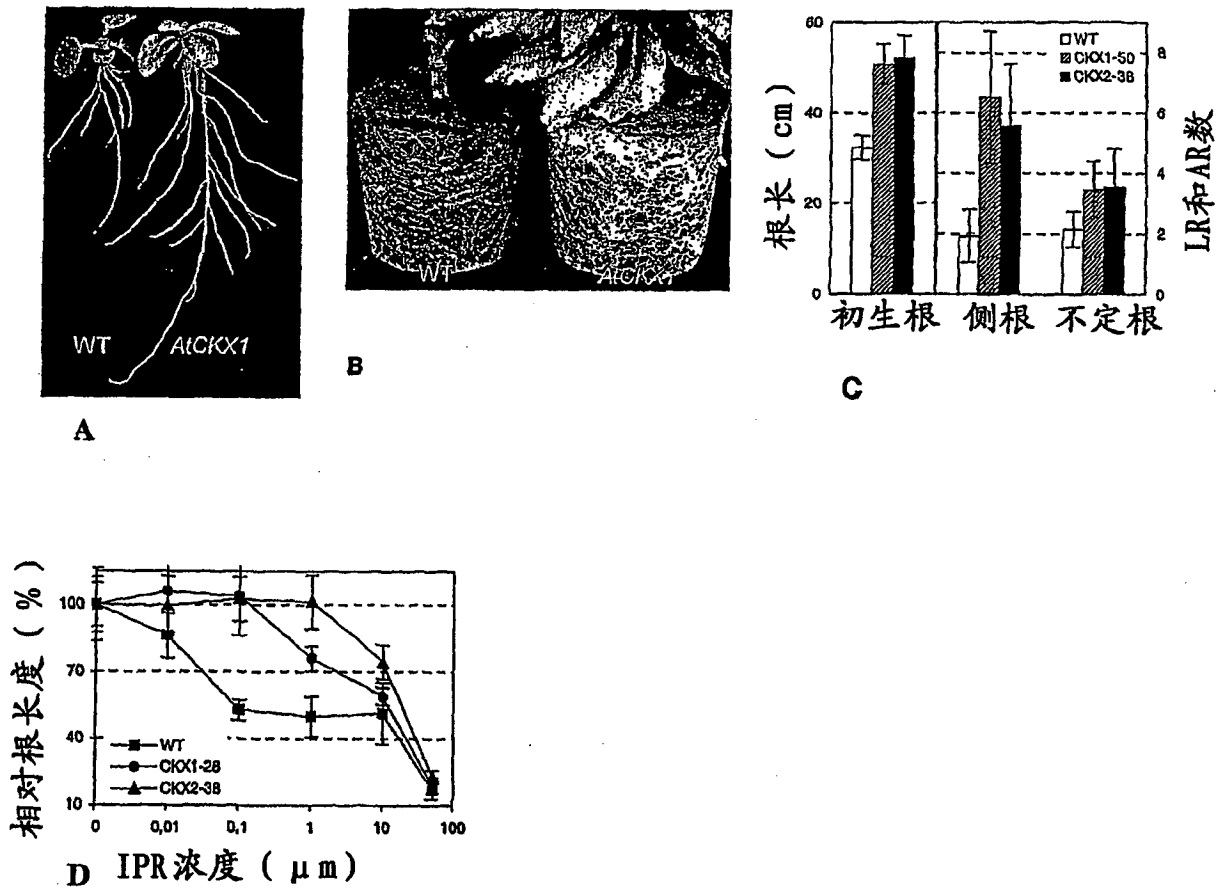 WT
AtCKX1
A
WT
AtCKX1
B
60
40
20
0
根长（cm）
WT
CKX1-50
CKX2-38
8
6
4
2
0
LR和AR数
初生根
侧根
不定根
C
相对根长度（%）
100
70
40
10
WT
CKX1-28
CKX2-38
0
0,01
0,1
1
10
100
IPR浓度（μm）
D